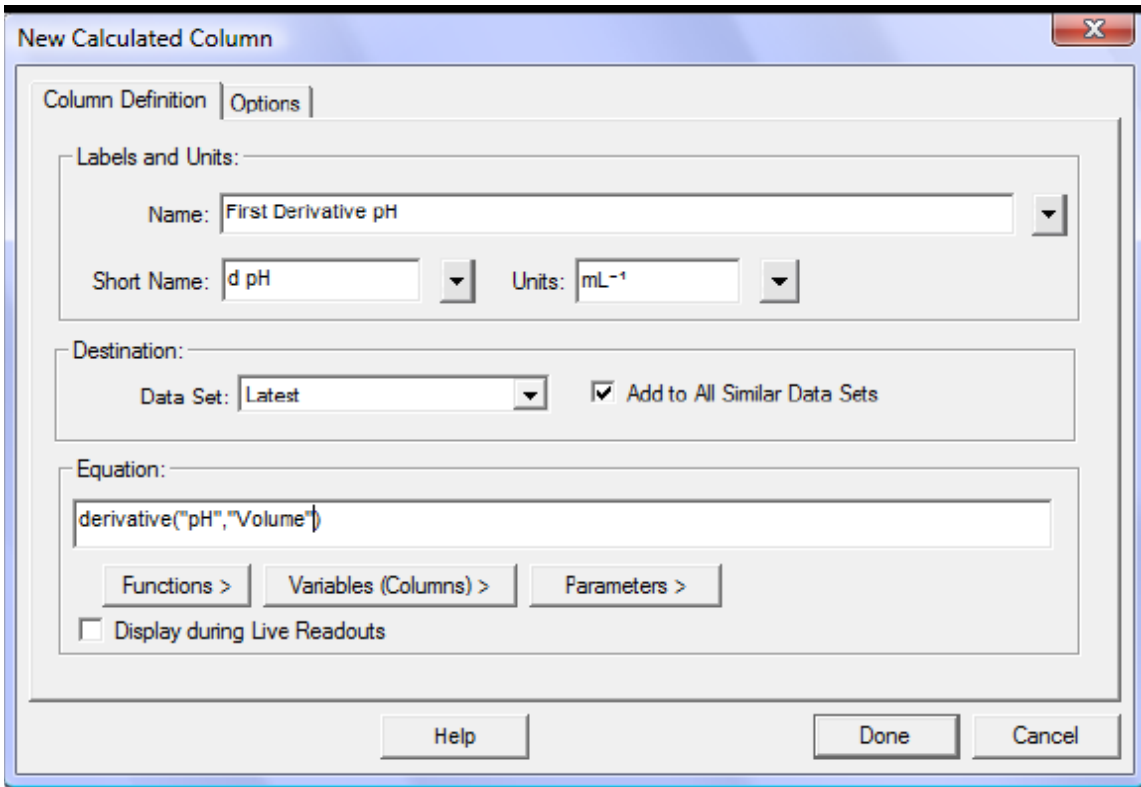 New Calculated Column
Column Definition Options
Labels and Units:
Name: First Derivative pH
Short Name: d pH Units: mL⁻¹
Destination:
Data Set: Latest Add to All Similar Data Sets
Equation:
derivative("pH","Volume")
Functions > Variables (Columns) > Parameters >
Display during Live Readouts
Help Done Cancel